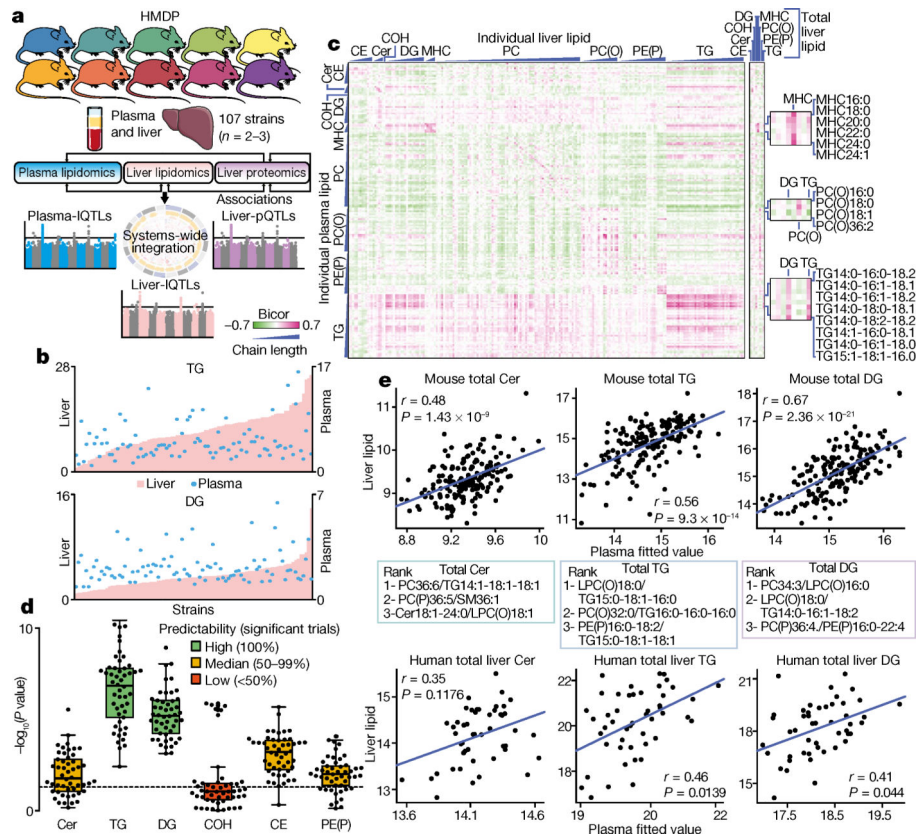 a
HMDP
Plasma
and liver
107 strains
(n = 2–3)
Plasma lipidomics
Liver lipidomics
Liver proteomics
Associations
Plasma-lQTLs
Liver-pQTLs
Systems-wide
integration
Liver-lQTLs
Bicor
−0.7
0.7
Chain length
b
TG
28
17
Liver
Plasma
0
0
Liver
Plasma
DG
16
7
Liver
Plasma
0
0
Strains
c
Individual liver lipid
COH
CE
Cer
DG
MHC
PC
PC(O)
PE(P)
TG
CE
DG
COH
Cer
MHC
PC(O)
PE(P)
TG
Total
liver
lipid
Individual plasma lipid
Cer
CE
COH
DG
MHC
PC
PC(O)
PE(P)
TG
MHC
MHC16:0
MHC18:0
MHC20:0
MHC22:0
MHC24:0
MHC24:1
DG TG
PC(O)16:0
PC(O)18:0
PC(O)18:1
PC(O)36:2
PC(O)
DG TG
TG14:0-16:0-18:2
TG14:0-16:1-18:1
TG14:0-16:1-18:2
TG14:0-18:0-18:1
TG14:0-18:2-18:2
TG14:1-16:0-18:1
TG14:0-16:1-18:0
TG15:1-18:1-16:0
d
Predictability (significant trials)
High (100%)
Median (50–99%)
Low (<50%)
−log10(P value)
10
0
Cer
TG
DG
COH
CE
PE(P)
e
Mouse total Cer
r = 0.48
P = 1.43 × 10−9
Liver lipid
11
10
9
8.8
9.2
9.6
10
Mouse total TG
r = 0.56
P = 9.3 × 10−14
17
15
13
11
14
15
16
Plasma fitted value
Mouse total DG
r = 0.67
P = 2.36 × 10−21
18
17
16
15
14
14
15
16
Rank Total Cer
1- PC36:6/TG14:1-18:1-18:1
2- PC(P)36:5/SM36:1
3-Cer18:1-24:0/LPC(O)18:1
Rank Total TG
1- LPC(O)18:0/
TG15:0-18:1-16:0
2- PC(O)32:0/TG16-0-16-0-16:0
3- PE(P)16:0-18:2/
TG15:0-18:1-18:1
Rank Total DG
1- PC34:3/LPC(O)16:0
2- LPC(O)18:0/
TG14:0-16:1-18:2
3- PC(P)36:4./PE(P)16:0-22:4
Human total liver Cer
r = 0.35
P = 0.1176
Liver lipid
15
14
13
13.6
14.2
14.6
Human total liver TG
r = 0.46
P = 0.0139
22
20
18
19
20
21
22
Plasma fitted value
Human total liver DG
r = 0.41
P = 0.044
21
19
17
15
17.5
18.5
19.5